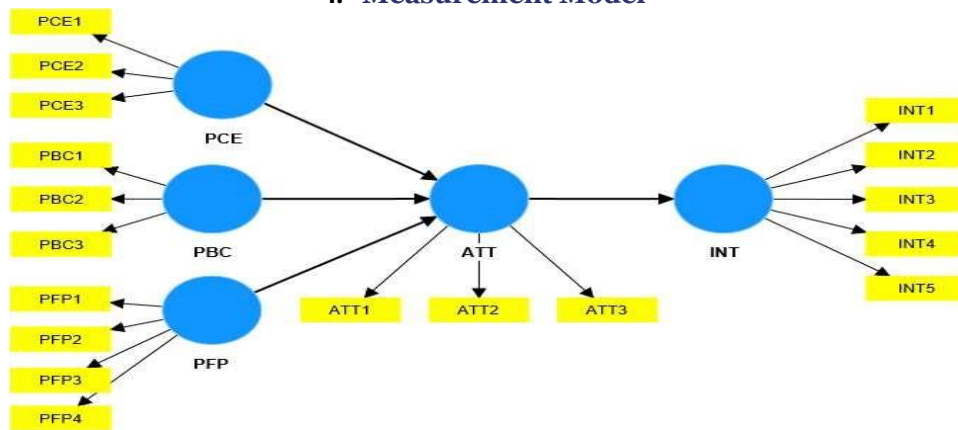 Measurement Model
PCE1
PCE2
PCE3
PCE
PBC1
PBC2
PBC3
PBC
PFP1
PFP2
PFP3
PFP4
PFP
ATT
ATT1
ATT2
ATT3
INT
INT1
INT2
INT3
INT4
INT5